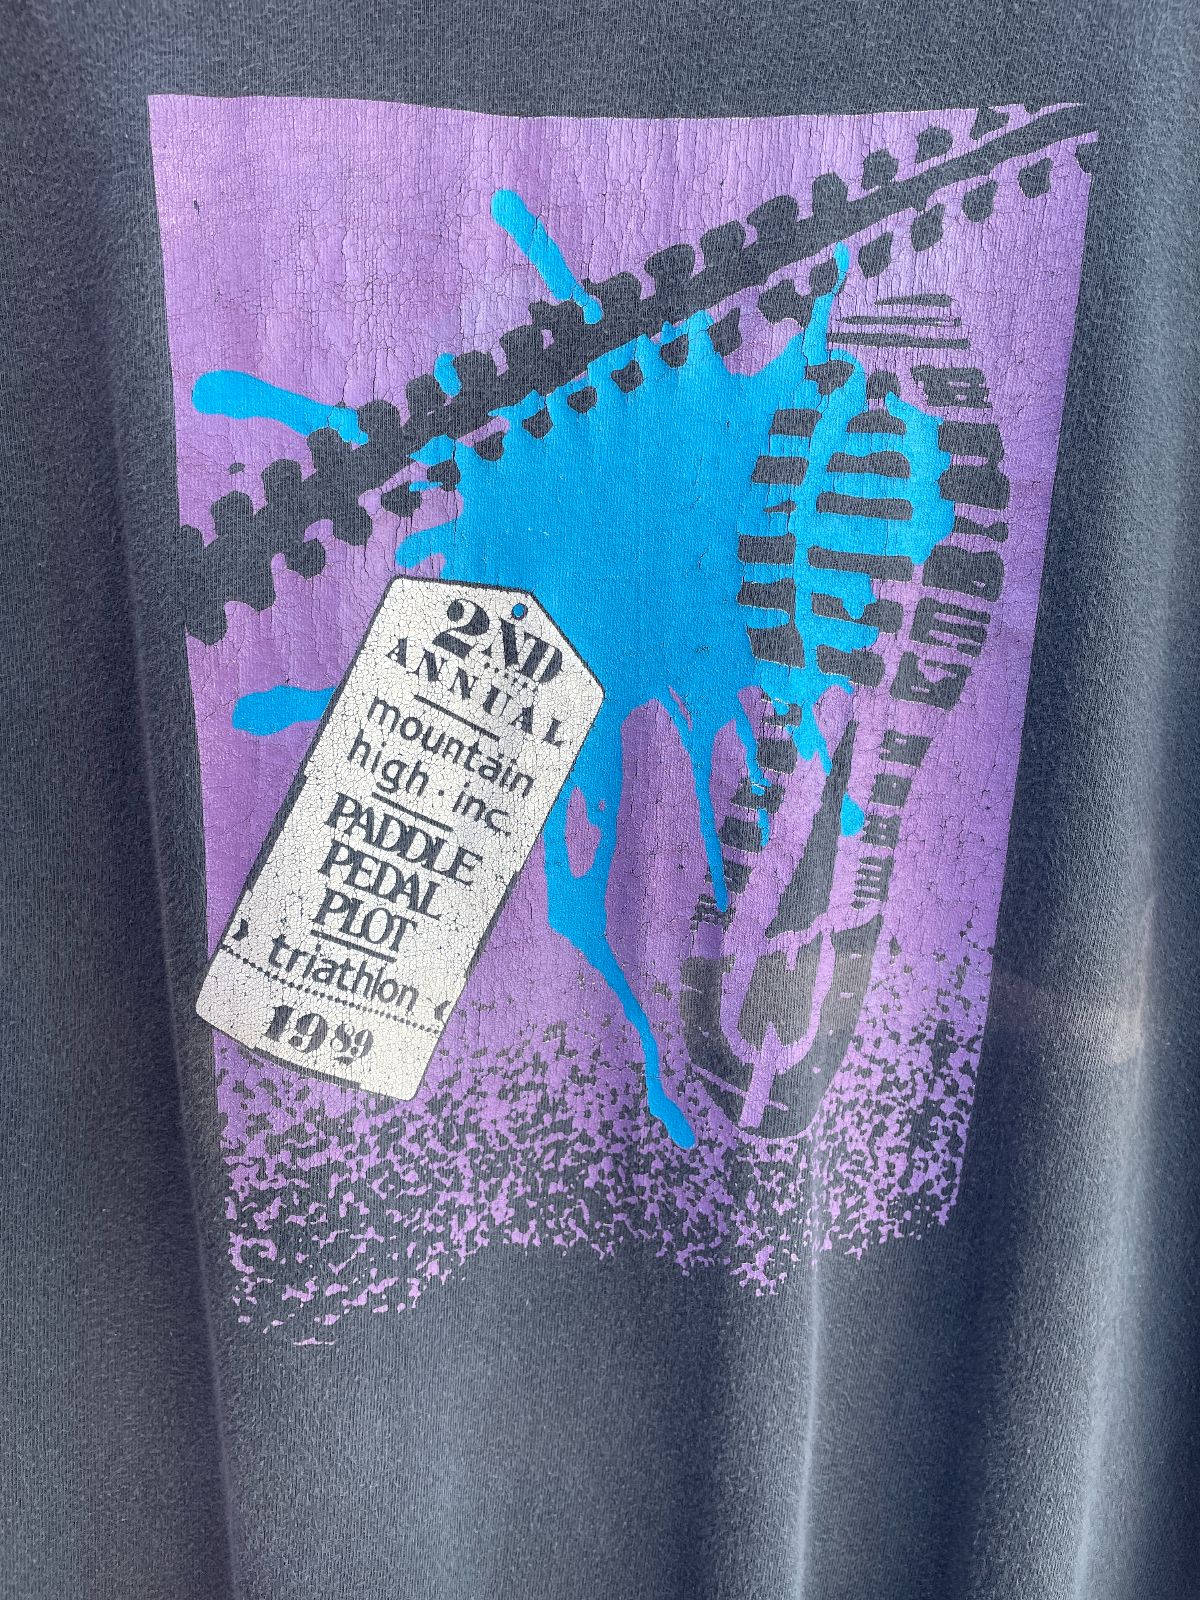 2ND
ANNUAL
mountain
high · inc.
PADDLE
PEDAL
PLOT
triathlon
1989